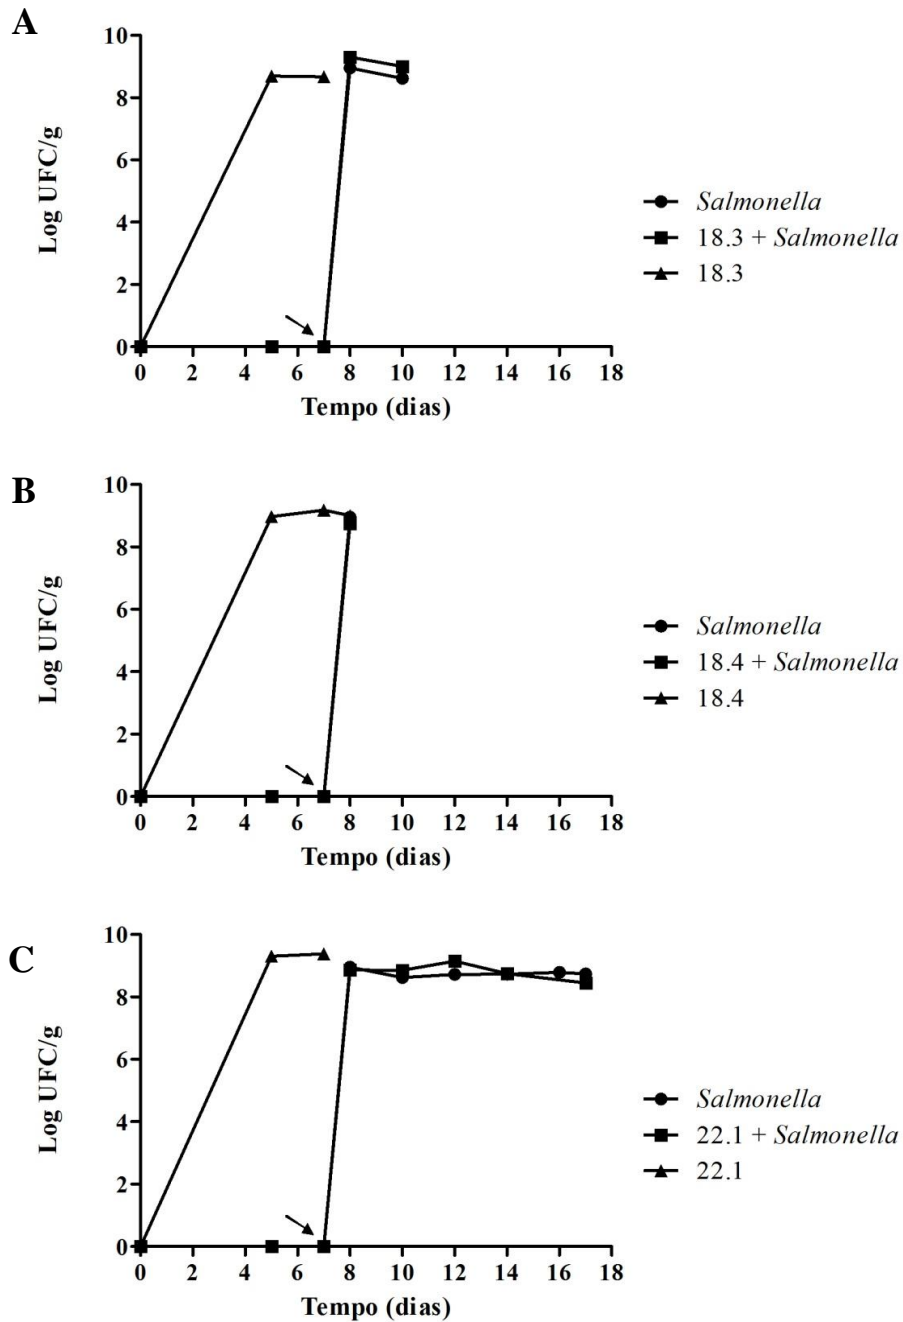 A
10
8
6
4
2
0
Log UFC/g
0 2 4 6 8 10 12 14 16 18
Tempo (dias)
Salmonella
18.3 + Salmonella
18.3
B
10
8
6
4
2
0
Log UFC/g
0 2 4 6 8 10 12 14 16 18
Tempo (dias)
Salmonella
18.4 + Salmonella
18.4
C
10
8
6
4
2
0
Log UFC/g
0 2 4 6 8 10 12 14 16 18
Tempo (dias)
Salmonella
22.1 + Salmonella
22.1